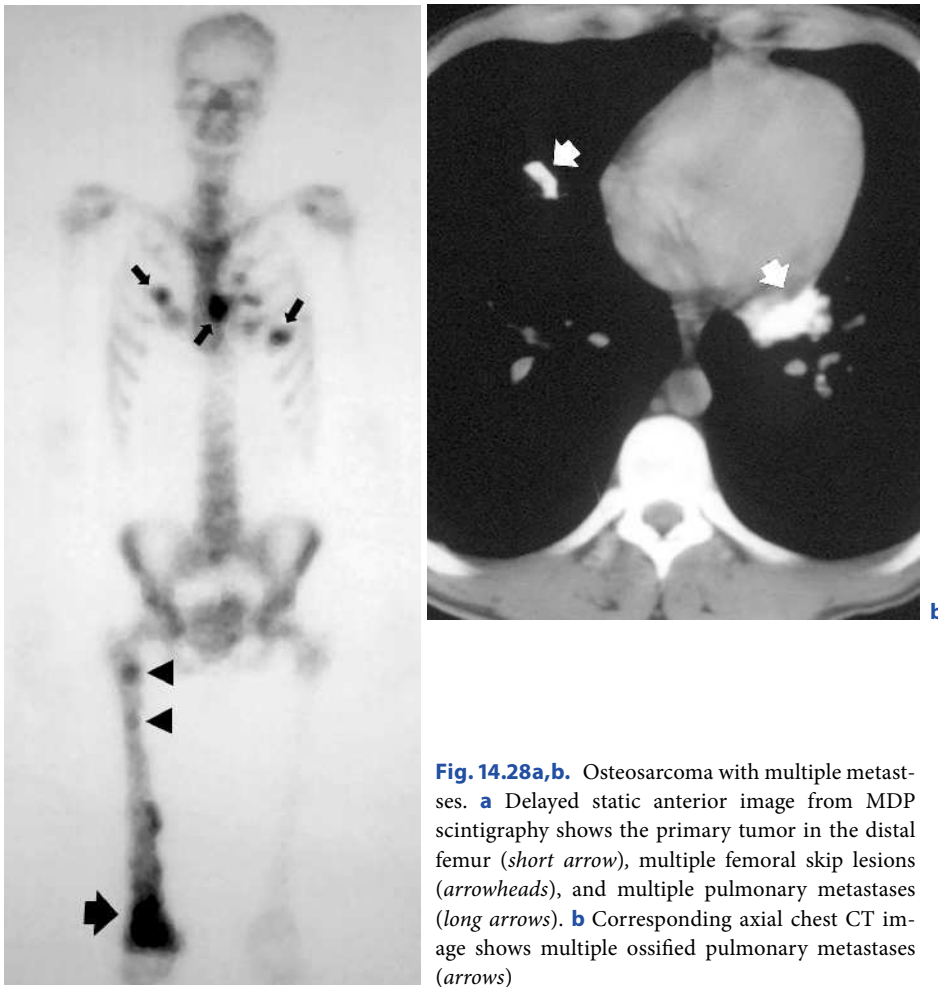 b
Fig. 14.28a,b. Osteosarcoma with multiple metast-
ses. a Delayed static anterior image from MDP
scintigraphy shows the primary tumor in the distal
femur (short arrow), multiple femoral skip lesions
(arrowheads), and multiple pulmonary metastases
(long arrows). b Corresponding axial chest CT im-
age shows multiple ossified pulmonary metastases
(arrows)